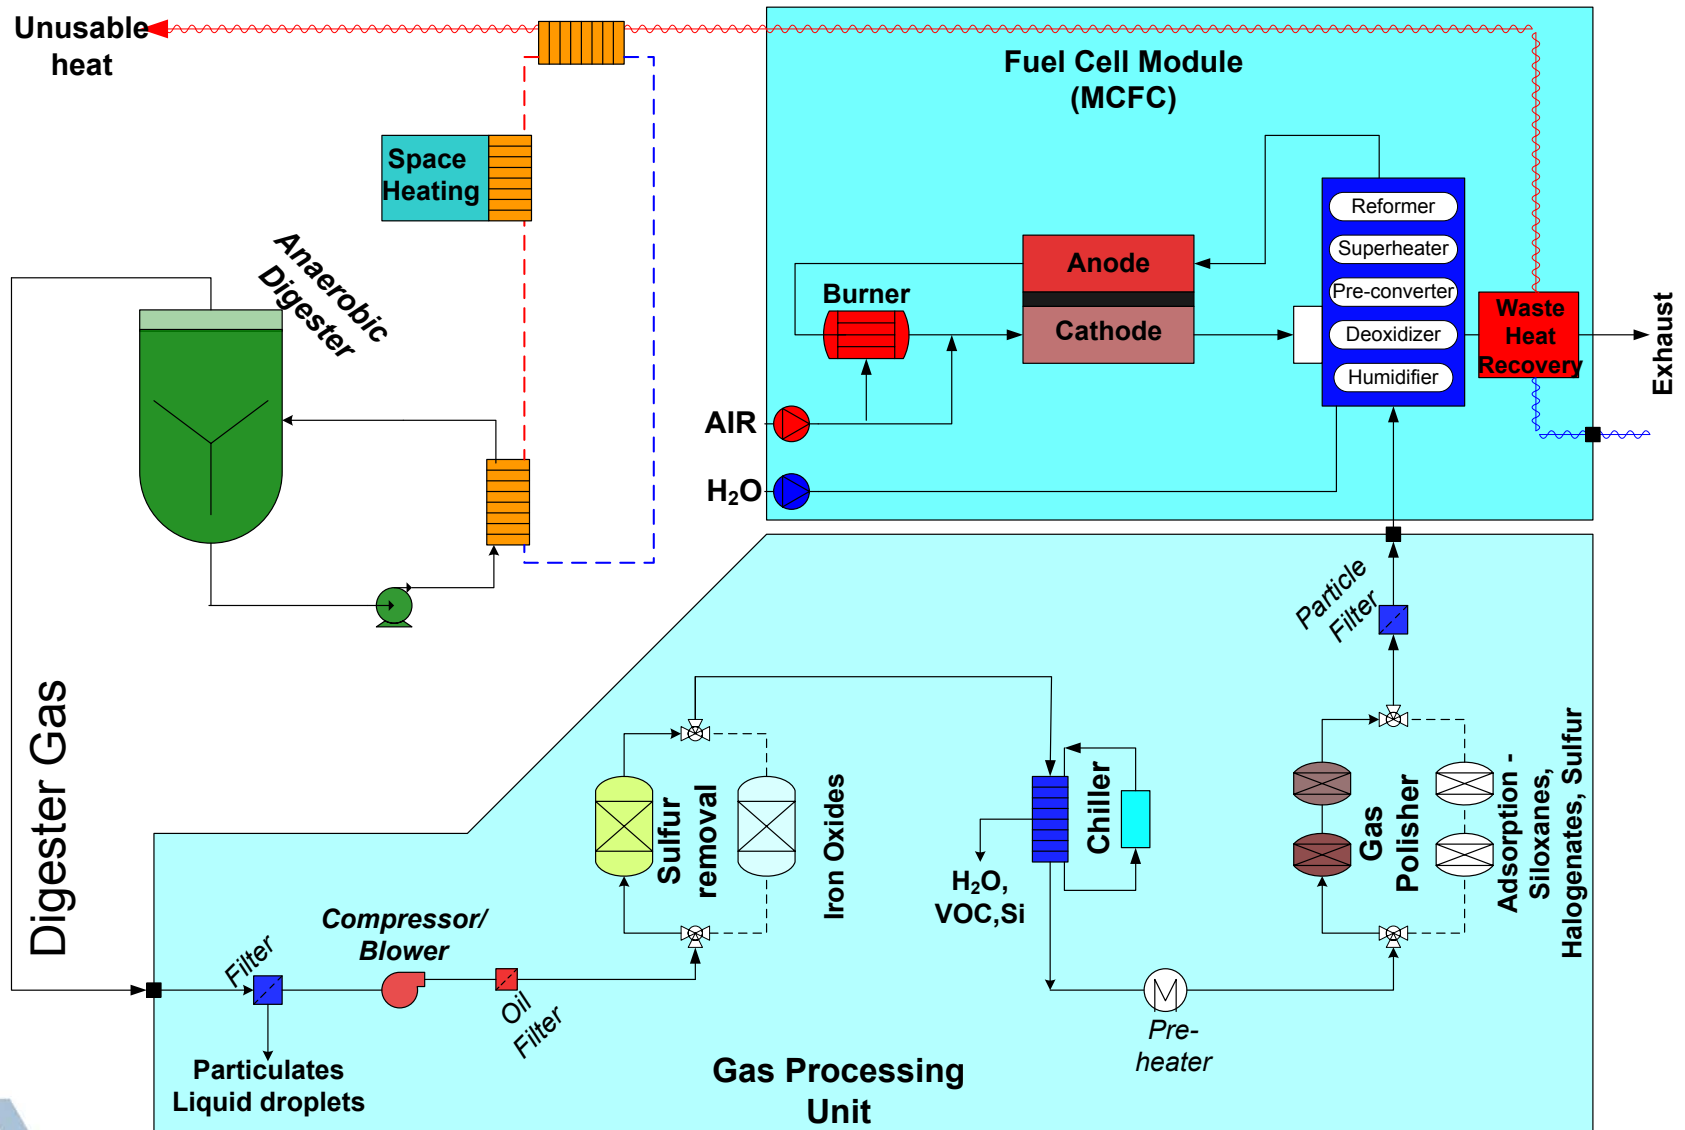 Unusable
heat
Fuel Cell Module
(MCFC)
Space
Heating
Anaerobic
Digester
Reformer
Superheater
Pre-converter
Deoxidizer
Humidifier
Anode
Cathode
Burner
Waste
Heat
Recovery
Exhaust
AIR
H₂O
Digester Gas
Particle
Filter
Sulfur
removal
Iron Oxides
Chiller
H₂O,
VOC,Si
Gas
Polisher
Adsorption -
Siloxanes,
Halogenates, Sulfur
Filter
Compressor/
Blower
Oil
Filter
Pre-
heater
Particulates
Liquid droplets
Gas Processing
Unit